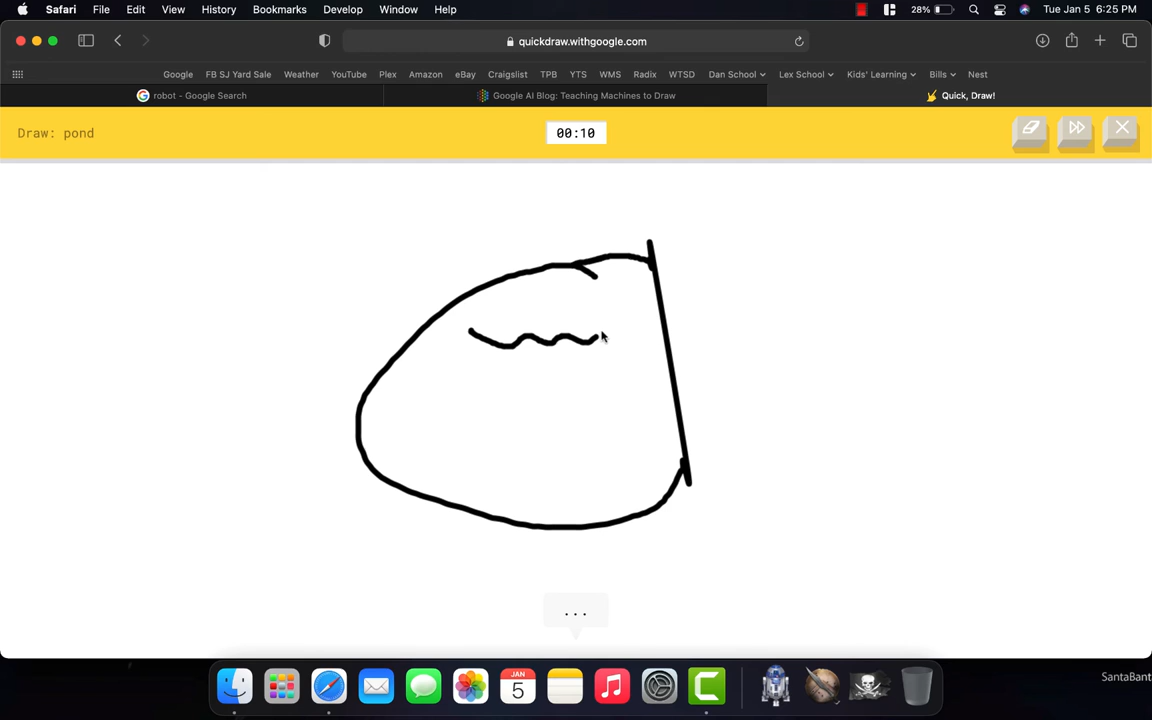 Safari File Edit View History Bookmarks Develop Window Help 28% Tue Jan 5 6:25 PM
quickdraw.withgoogle.com
Google FB SJ Yard Sale Weather YouTube Plex Amazon eBay Craigslist TPB YTS WMS Radix WTSD Dan School Lex School Kids' Learning Bills Nest
G robot - Google Search Google AI Blog: Teaching Machines to Draw Quick, Draw!
Draw: pond 00:10
...
JAN
5
SantaBant